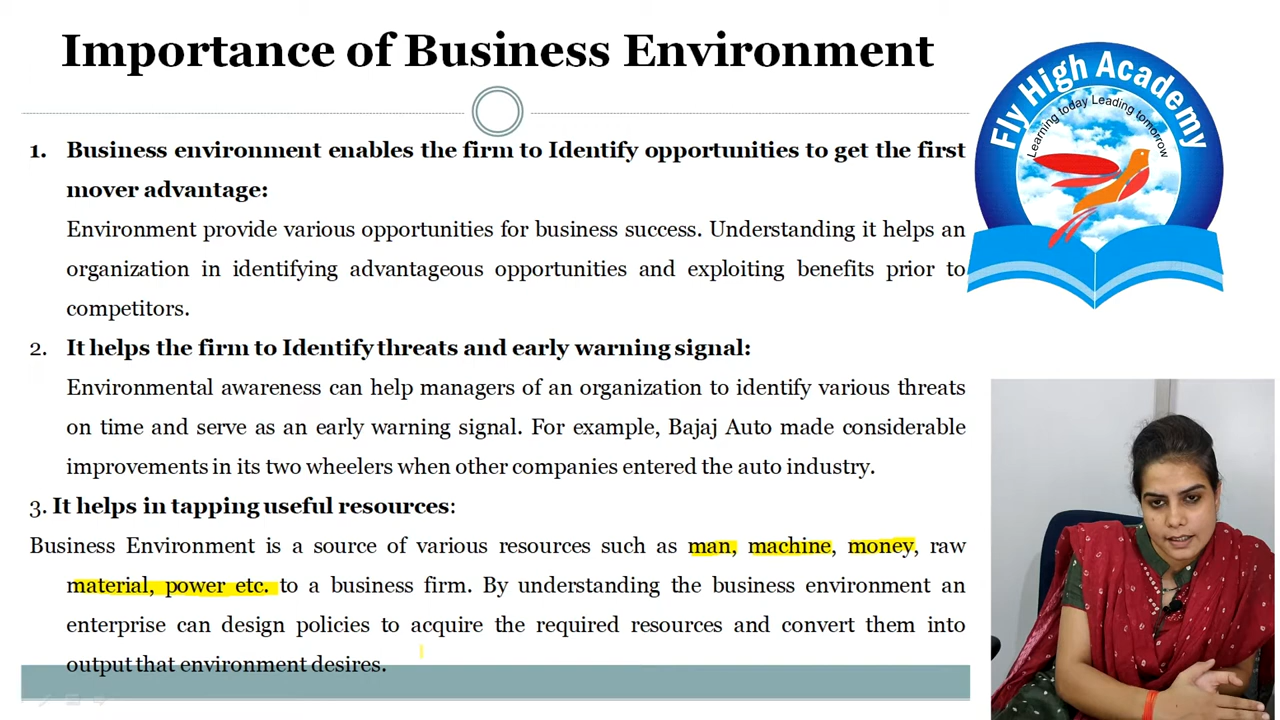 Importance of Business Environment
Fly High Academy
Learning today Leading tomorrow
1. Business environment enables the firm to Identify opportunities to get the first
mover advantage:
Environment provide various opportunities for business success. Understanding it helps an
organization in identifying advantageous opportunities and exploiting benefits prior to
competitors.
2. It helps the firm to Identify threats and early warning signal:
Environmental awareness can help managers of an organization to identify various threats
on time and serve as an early warning signal. For example, Bajaj Auto made considerable
improvements in its two wheelers when other companies entered the auto industry.
3. It helps in tapping useful resources:
Business Environment is a source of various resources such as man, machine, money, raw
material, power etc. to a business firm. By understanding the business environment an
enterprise can design policies to acquire the required resources and convert them into
output that environment desires.